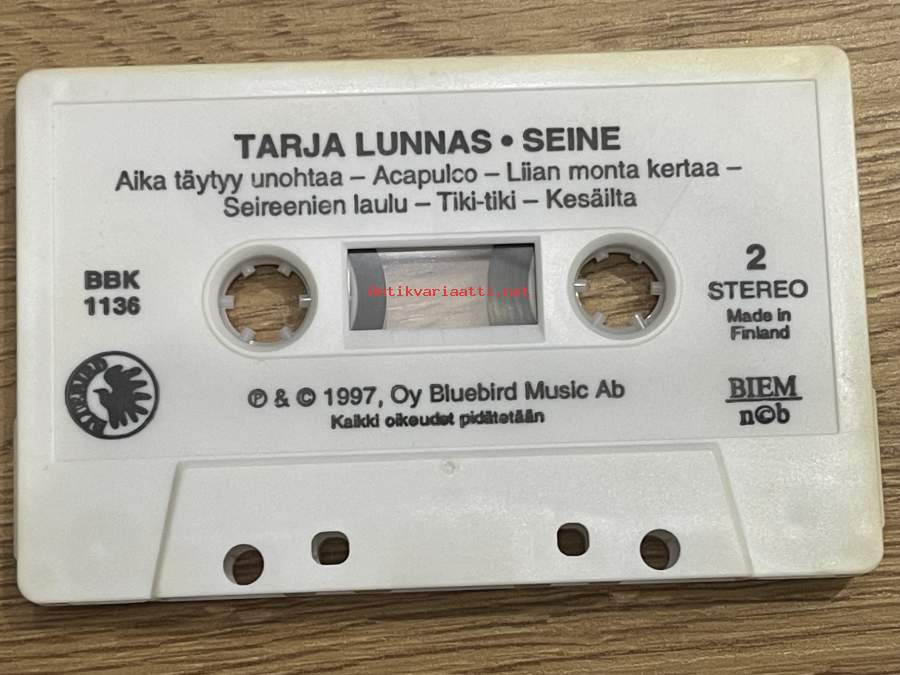 TARJA LUNNAS • SEINE
Aika täytyy unohtaa – Acapulco – Liian monta kertaa –
Seireenien laulu – Tiki-tiki – Kesäilta
BBK
1136
antikvariaatti.net
2
STEREO
Made in
Finland
BLUEBIRD
℗ & © 1997, Oy Bluebird Music Ab
Kaikki oikeudet pidätetään
BIEM
n©b